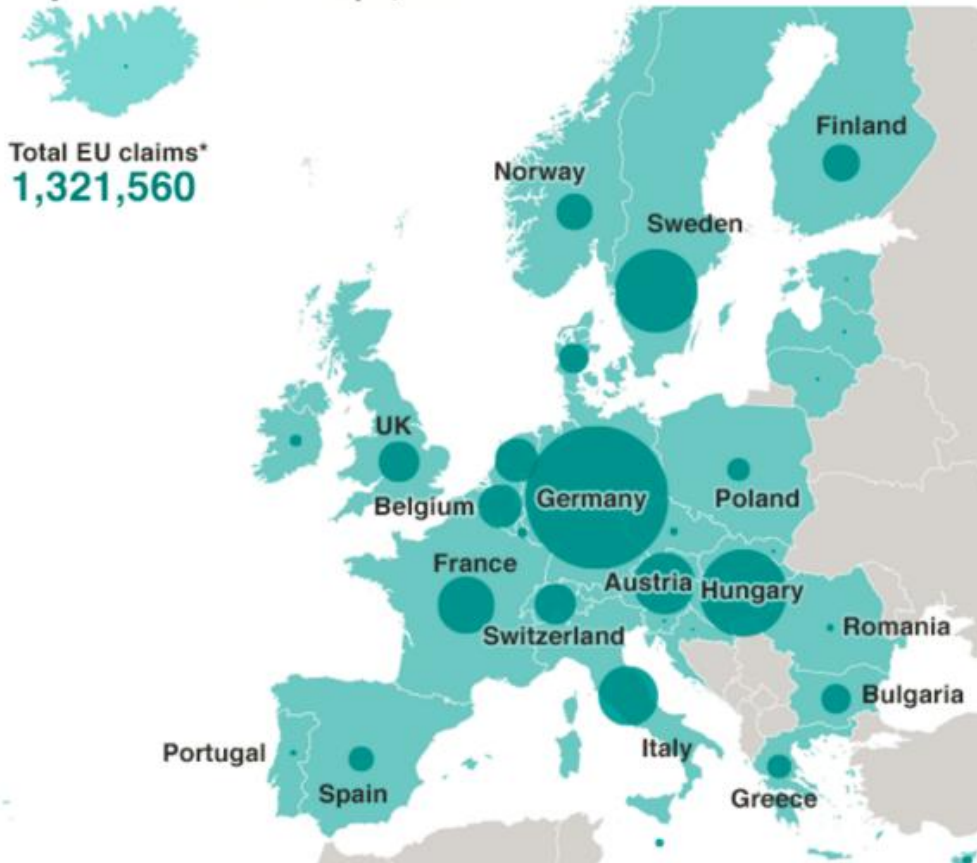 Total EU claims*
1,321,560
Finland
Norway
Sweden
UK
Belgium
Germany
Poland
France
Austria
Hungary
Switzerland
Romania
Bulgaria
Portugal
Italy
Spain
Greece